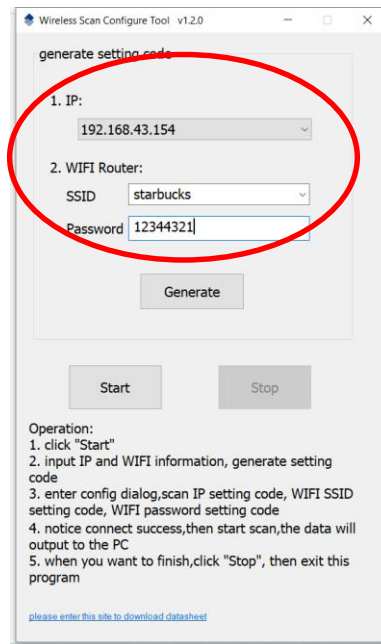 Wireless Scan Configure Tool v1.2.0
generate setting code
1. IP:
192.168.43.154
2. WIFI Router:
SSID starbucks
Password 12344321
Generate
Start Stop
Operation:
1. click "Start"
2. input IP and WIFI information, generate setting
code
3. enter config dialog,scan IP setting code, WIFI SSID
setting code, WIFI password setting code
4. notice connect success,then start scan,the data will
output to the PC
5. when you want to finish,click "Stop", then exit this
program
please enter this site to download datasheet